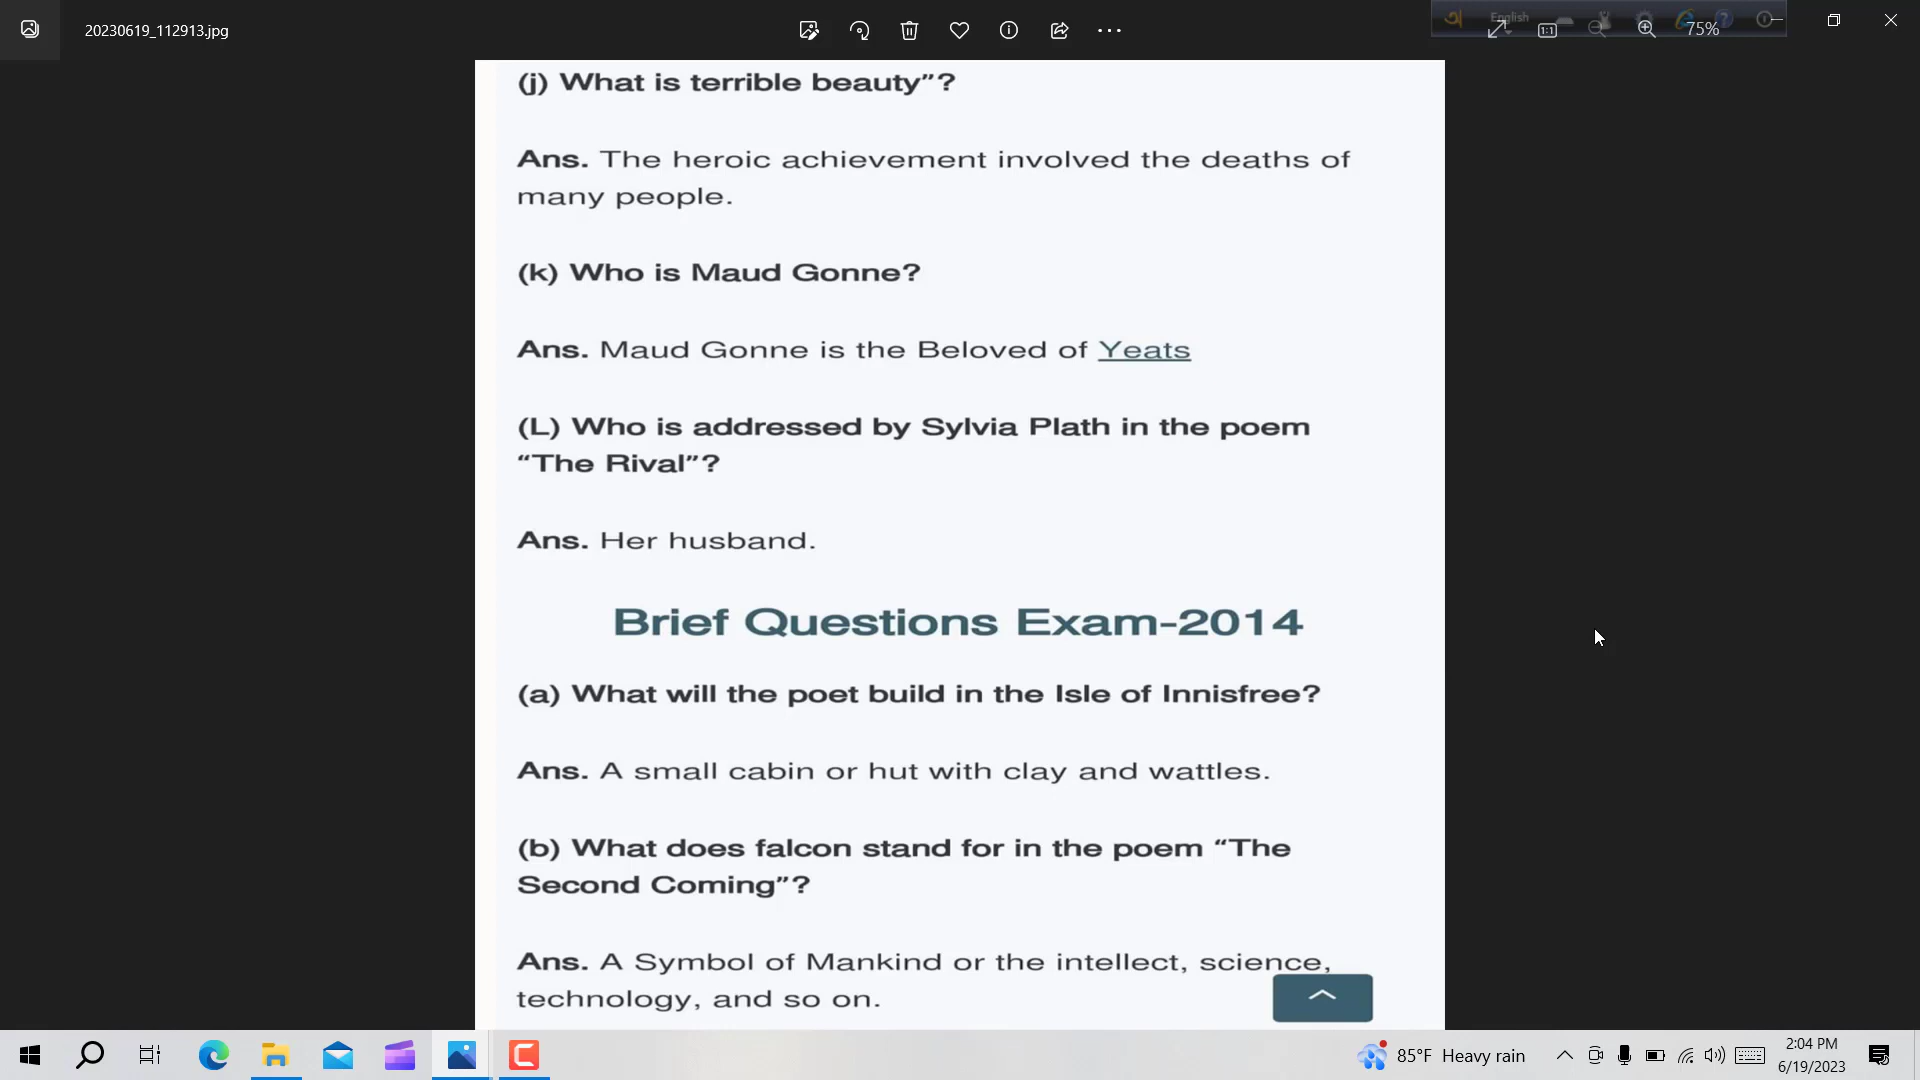 20230619_112913.jpg
English
75%
(j) What is terrible beauty”?
Ans. The heroic achievement involved the deaths of
many people.
(k) Who is Maud Gonne?
Ans. Maud Gonne is the Beloved of Yeats
(L) Who is addressed by Sylvia Plath in the poem
“The Rival”?
Ans. Her husband.
Brief Questions Exam-2014
(a) What will the poet build in the Isle of Innisfree?
Ans. A small cabin or hut with clay and wattles.
(b) What does falcon stand for in the poem “The
Second Coming”?
Ans. A Symbol of Mankind or the intellect, science,
technology, and so on.
85°F Heavy rain
2:04 PM
6/19/2023